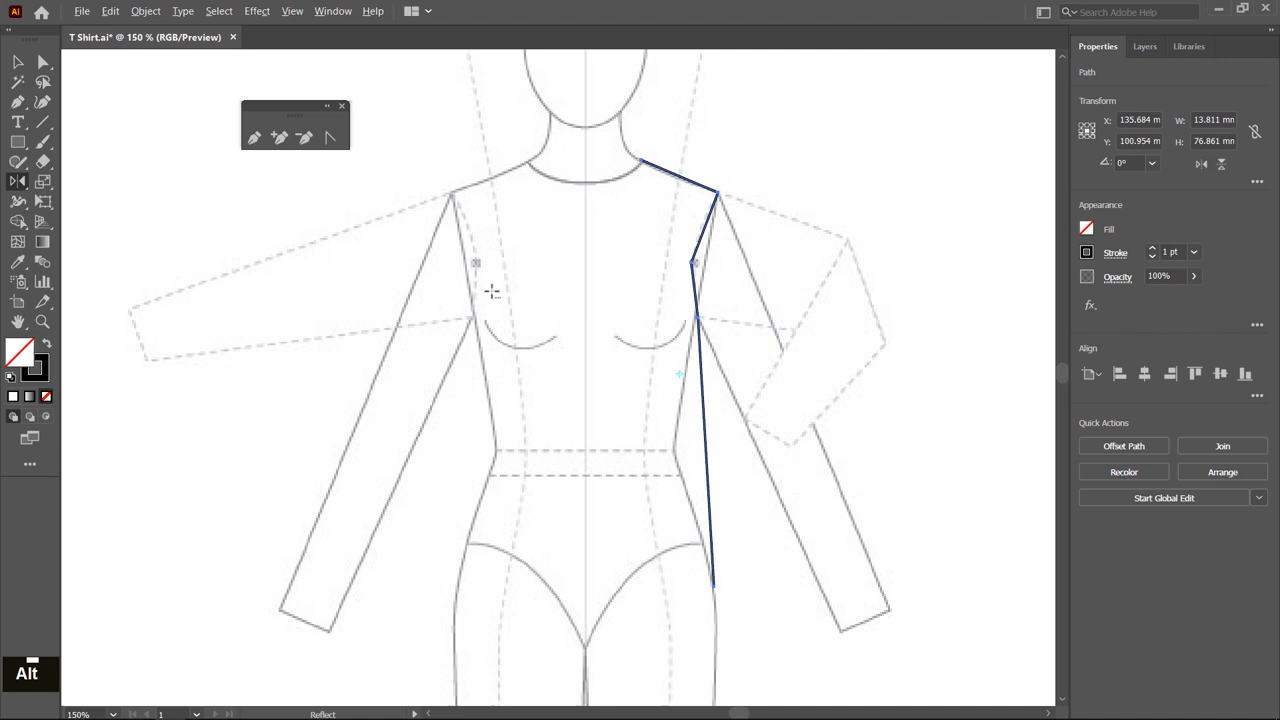 Ai File Edit Object Type Select Effect View Window Help Search Adobe Help
T Shirt.ai* @ 150 % (RGB/Preview)
Properties Layers Libraries
Path
Transform
X: 135.684 m W: 13.811 mn
Y: 100.954 m H: 76.861 mn
0°
Appearance
Fill
Stroke 1 pt
Opacity 100%
fx.
Align
Quick Actions
Offset Path Join
Recolor Arrange
Start Global Edit
Alt
150% 1 Reflect